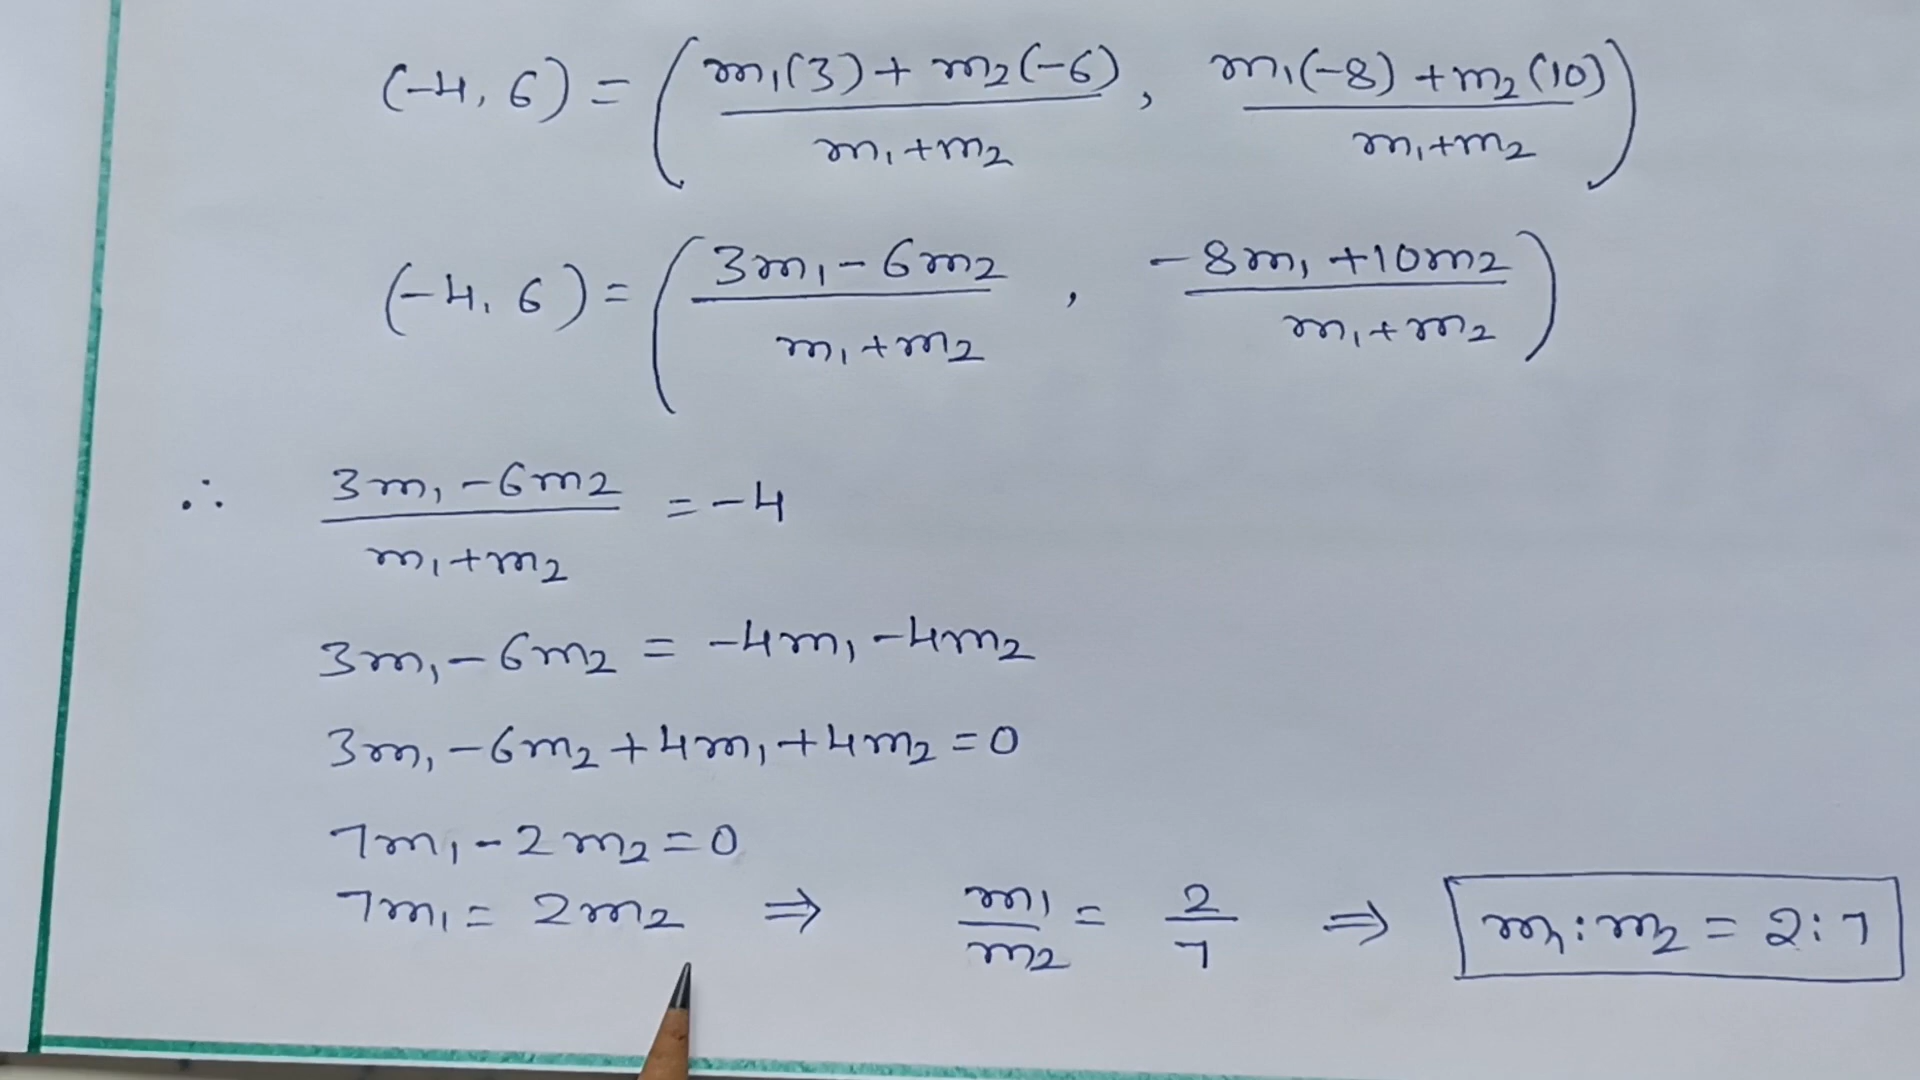 (-4, 6) = ( m₁(3) + m₂(-6) / m₁+m₂ , m₁(-8) + m₂(10) / m₁+m₂ )
(-4, 6) = ( 3m₁ - 6m₂ / m₁+m₂ , -8m₁ + 10m₂ / m₁+m₂ )
∴ 3m₁ - 6m₂ / m₁+m₂ = -4
3m₁ - 6m₂ = -4m₁ - 4m₂
3m₁ - 6m₂ + 4m₁ + 4m₂ = 0
7m₁ - 2m₂ = 0
7m₁ = 2m₂ ⇒ m₁/m₂ = 2/7 ⇒ m₁:m₂ = 2:7